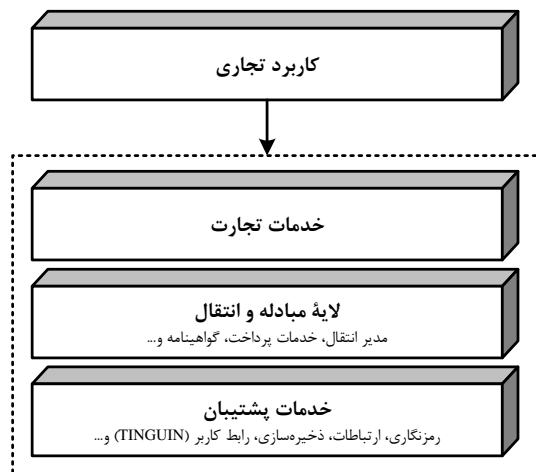 کاربرد تجاری
خدمات تجارت
لایۀ مبادله و انتقال
مدیر انتقال، خدمات پرداخت، گواهینامه و...
خدمات پشتیبان
رمزنگاری، ارتباطات، ذخیره‌سازی، رابط کاربر (TINGUIN) و...